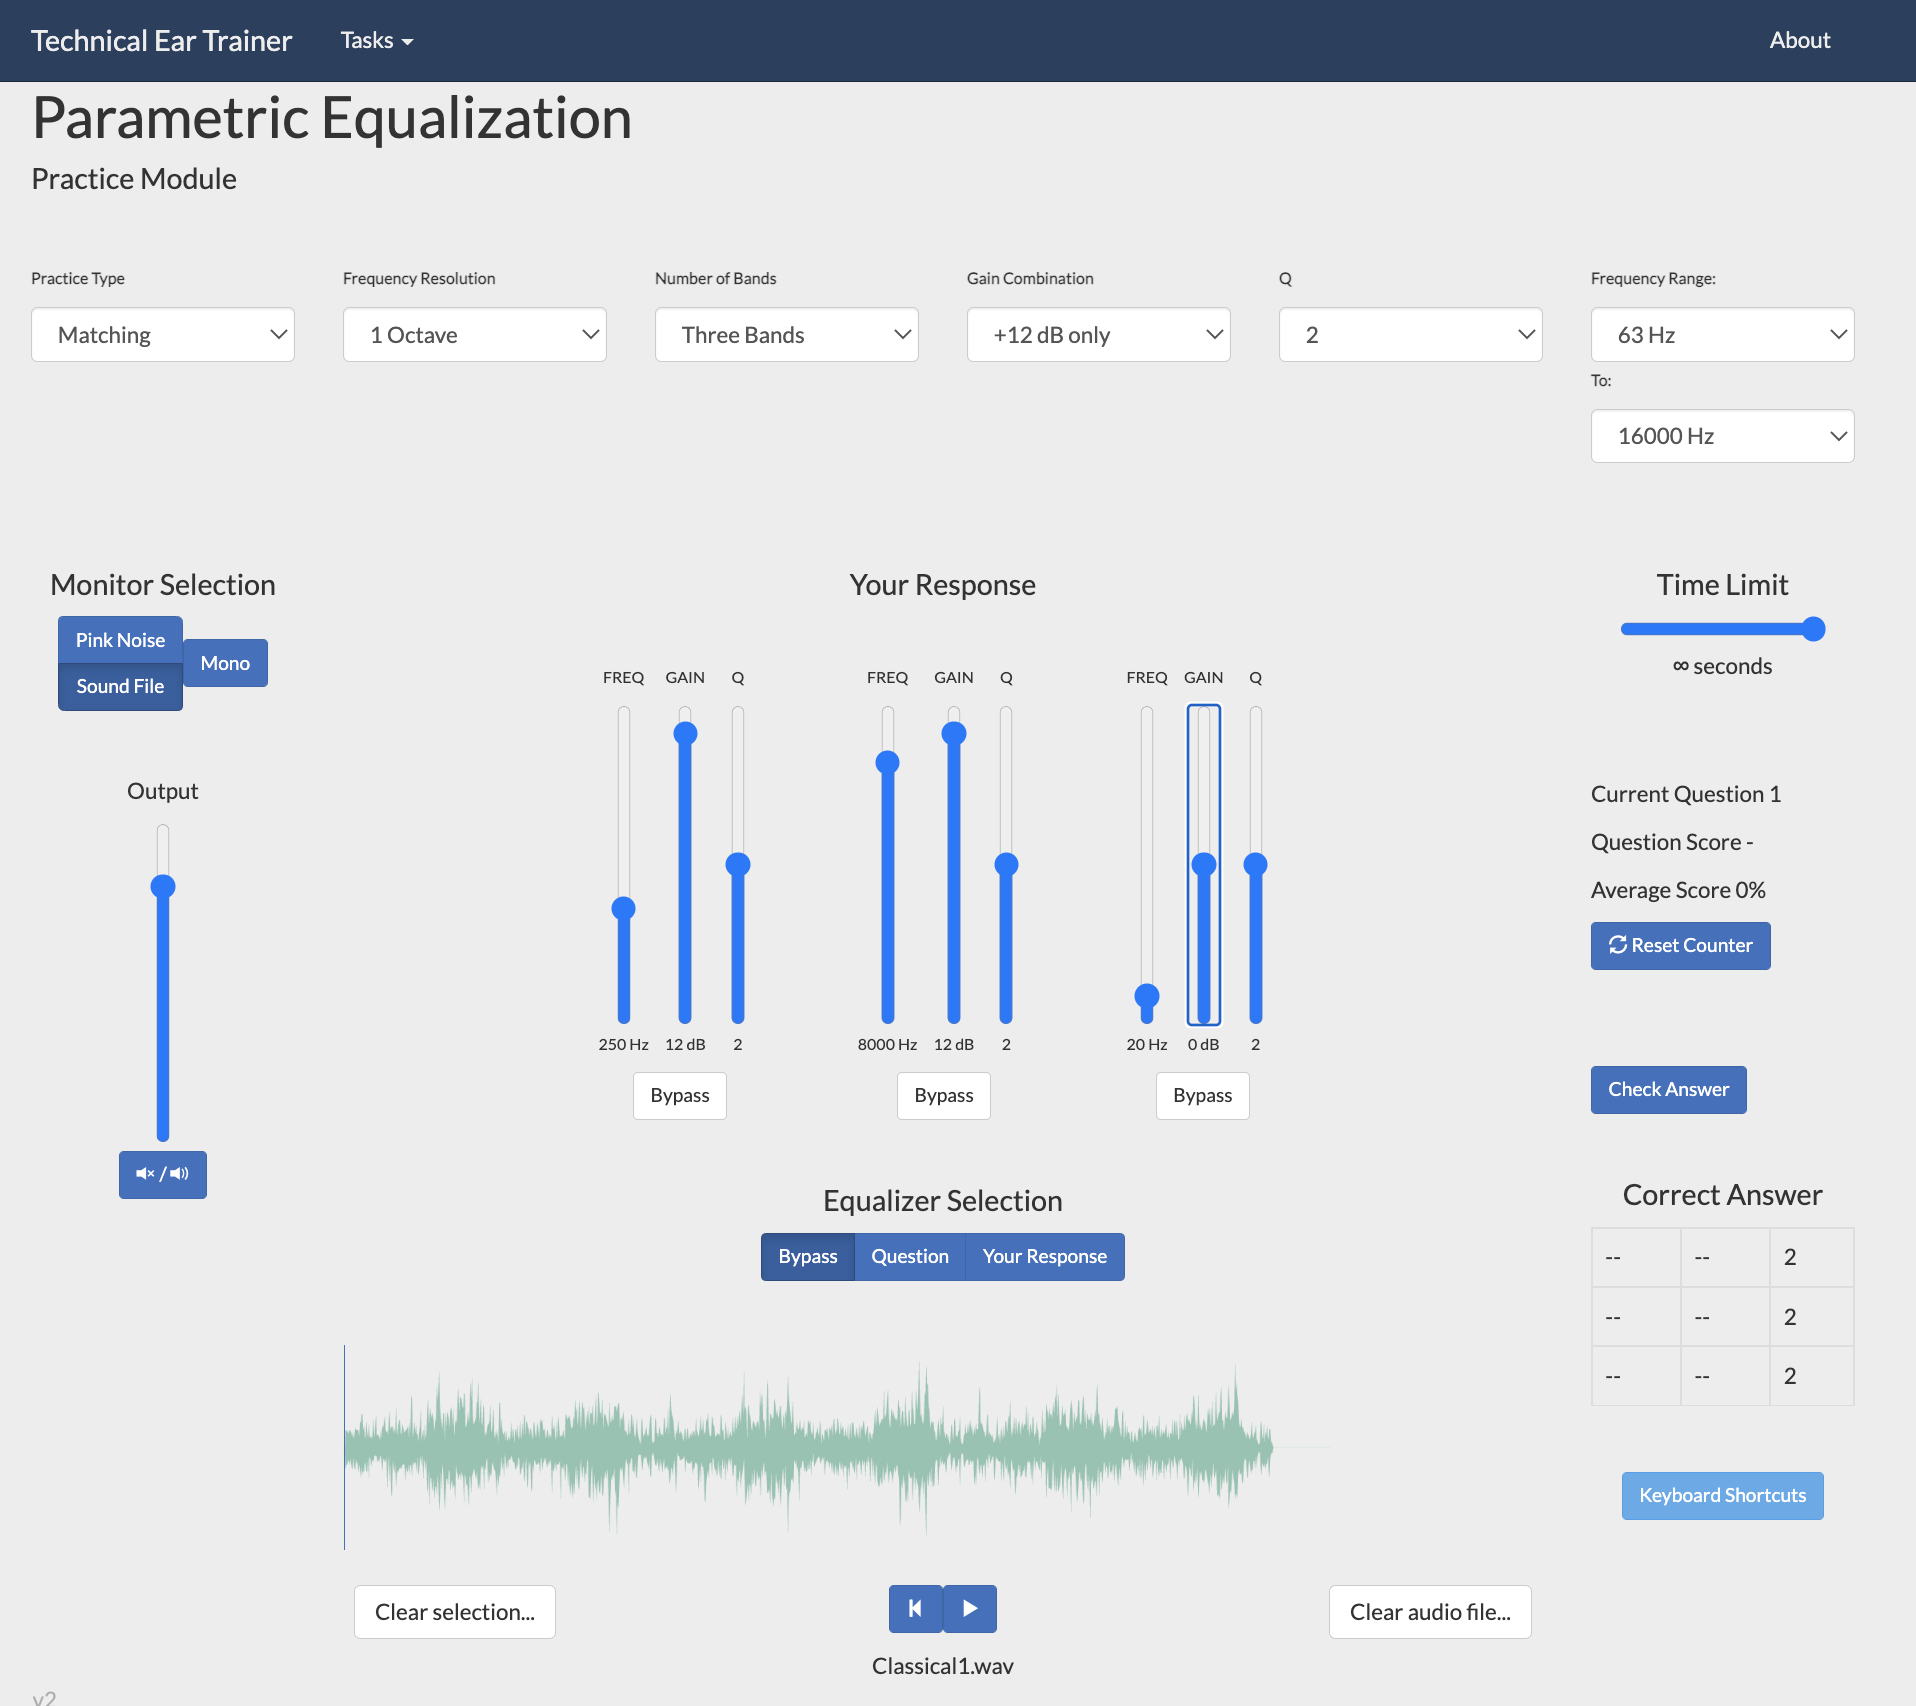 Technical Ear Trainer Tasks About
Parametric Equalization
Practice Module
Practice Type Frequency Resolution Number of Bands Gain Combination Q Frequency Range:
Matching 1 Octave Three Bands +12 dB only 2 63 Hz
To:
16000 Hz
Monitor Selection Your Response Time Limit
Pink Noise
Mono
Sound File
∞ seconds
FREQ GAIN Q FREQ GAIN Q FREQ GAIN Q
Output
Current Question 1
Question Score -
Average Score 0%
Reset Counter
250 Hz 12 dB 2 8000 Hz 12 dB 2 20 Hz 0 dB 2
Bypass Bypass Bypass
Check Answer
/
Equalizer Selection
Bypass Question Your Response
Correct Answer
-- -- 2
-- -- 2
-- -- 2
Keyboard Shortcuts
Clear selection... Clear audio file...
Classical1.wav
v2